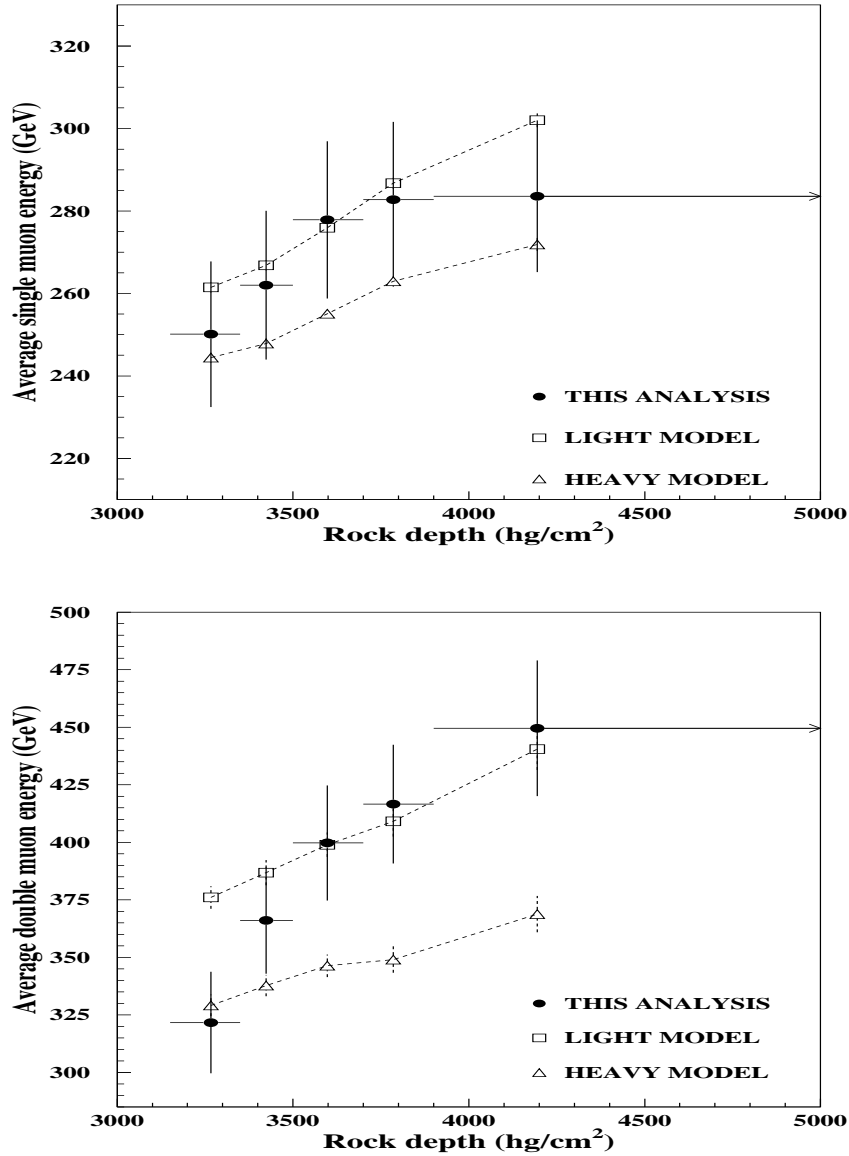 Average single muon energy (GeV)
320
300
280
260
240
220
THIS ANALYSIS
LIGHT MODEL
HEAVY MODEL
3000 3500 4000 4500 5000
Rock depth (hg/cm²)
Average double muon energy (GeV)
500
475
450
425
400
375
350
325
300
THIS ANALYSIS
LIGHT MODEL
HEAVY MODEL
3000 3500 4000 4500 5000
Rock depth (hg/cm²)